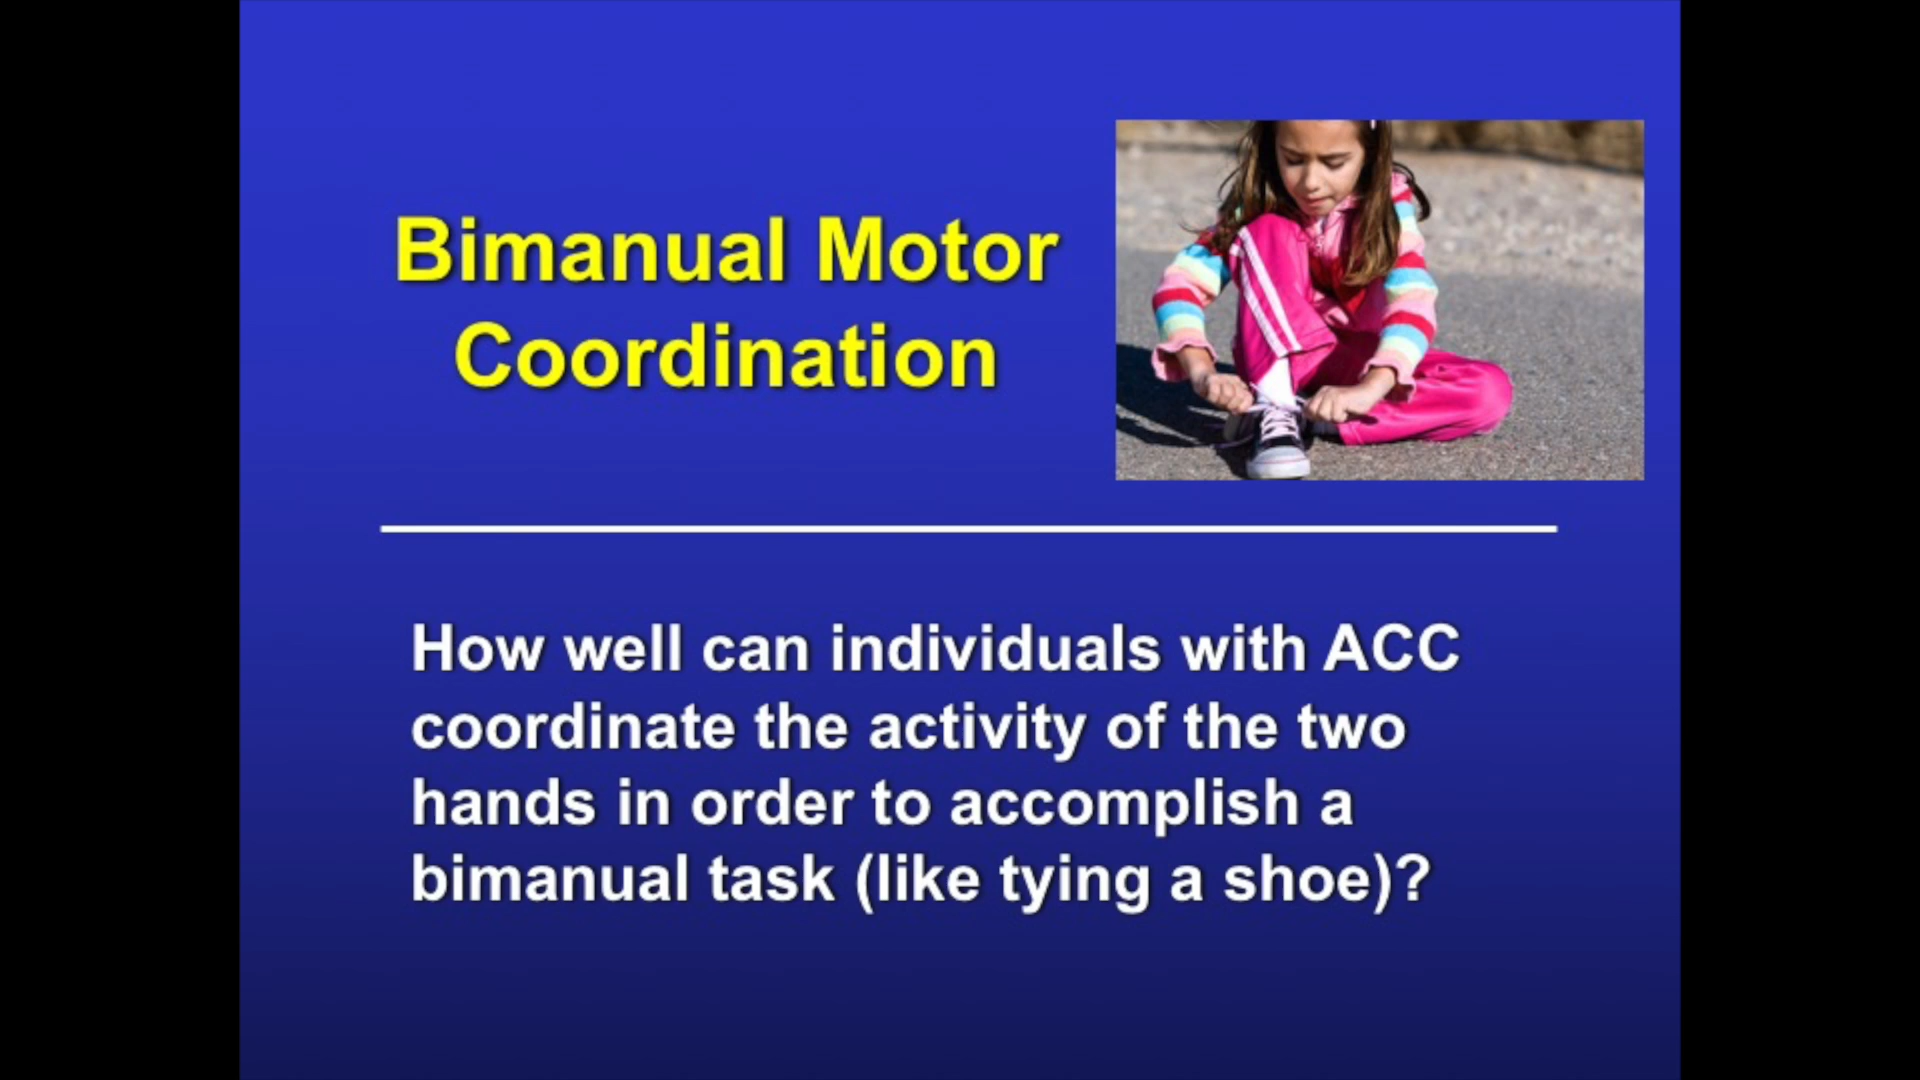 Bimanual Motor
Coordination
How well can individuals with ACC
coordinate the activity of the two
hands in order to accomplish a
bimanual task (like tying a shoe)?